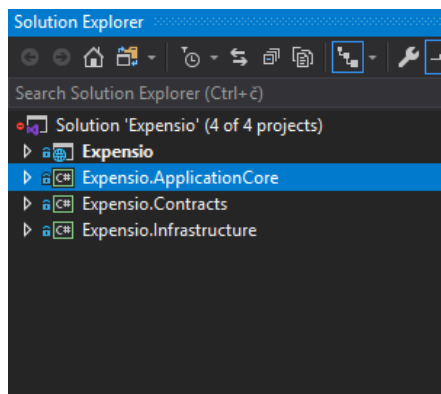 Solution Explorer
Search Solution Explorer (Ctrl+č)
Solution 'Expensio' (4 of 4 projects)
Expensio
C# Expensio.ApplicationCore
C# Expensio.Contracts
C# Expensio.Infrastructure